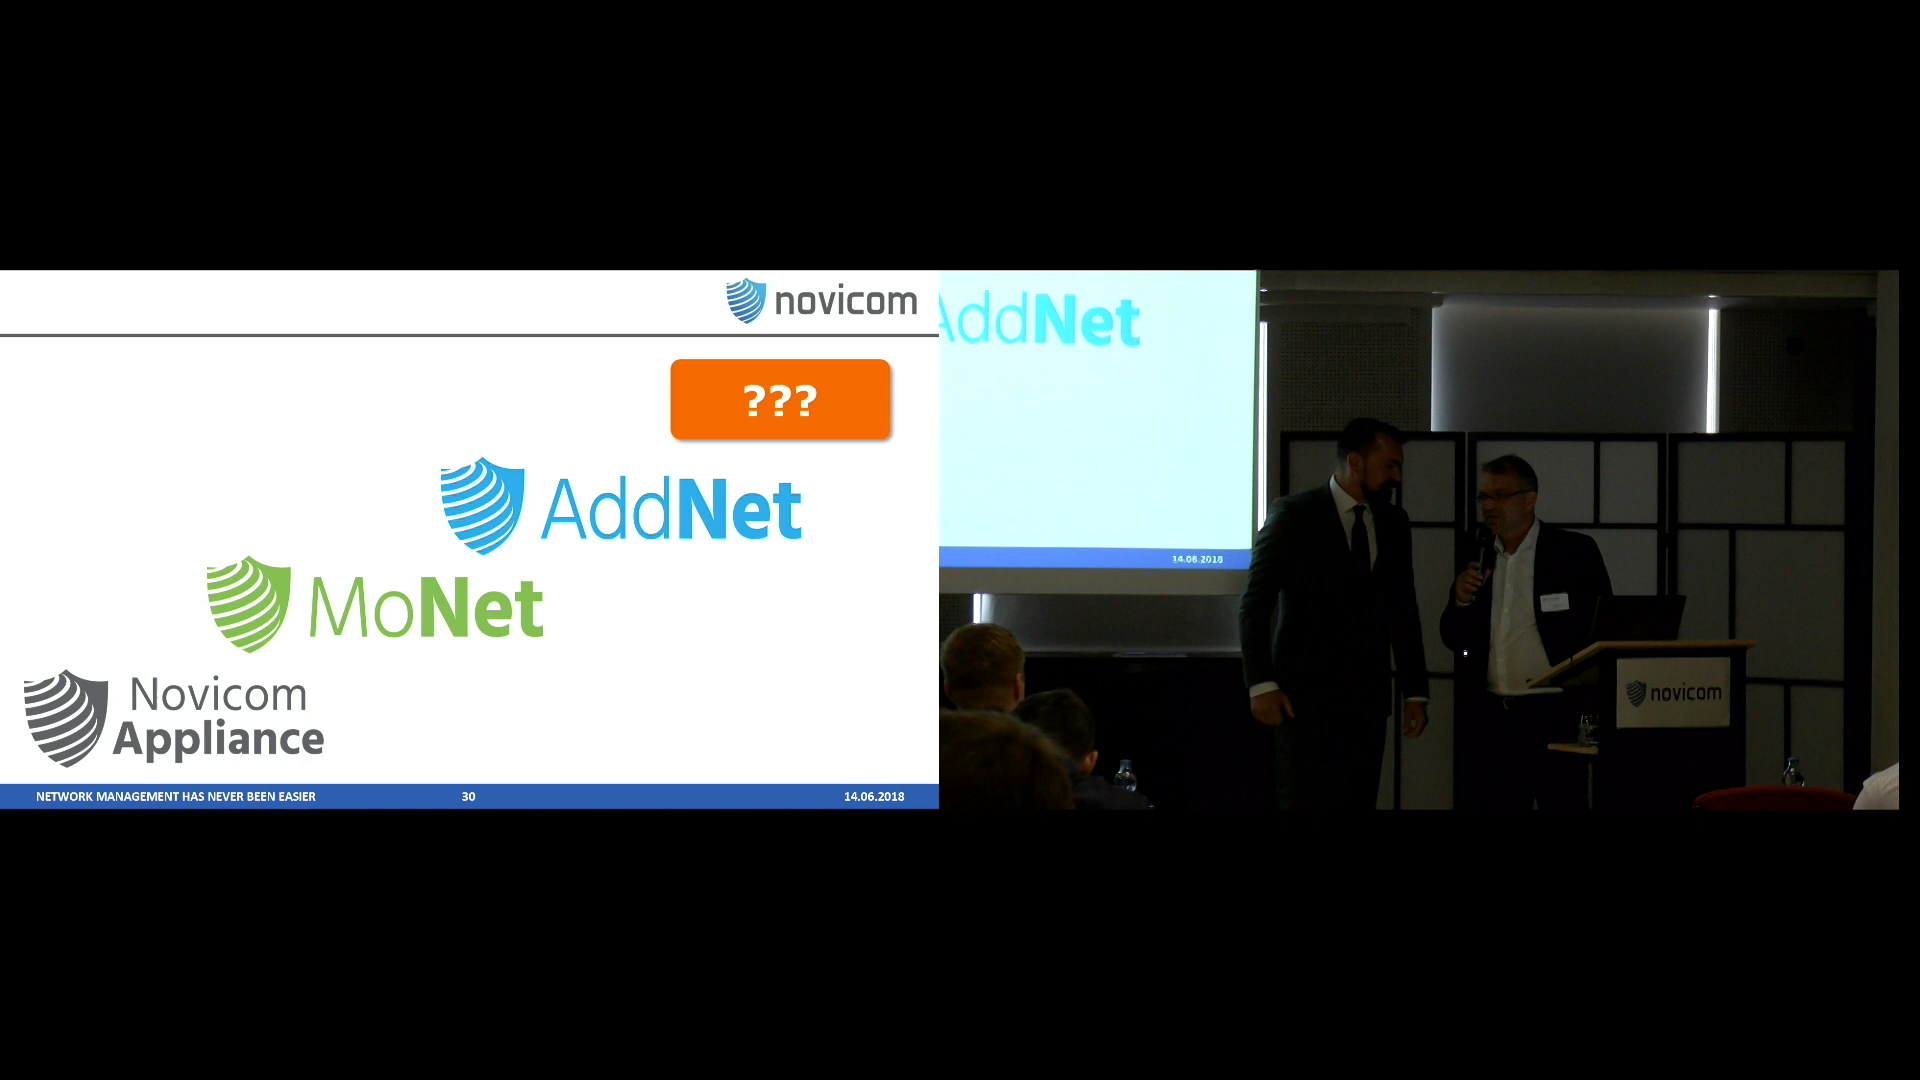 novicom
???
AddNet
MoNet
Novicom
Appliance
NETWORK MANAGEMENT HAS NEVER BEEN EASIER
30
14.06.2018
AddNet
14.06.2018
novicom